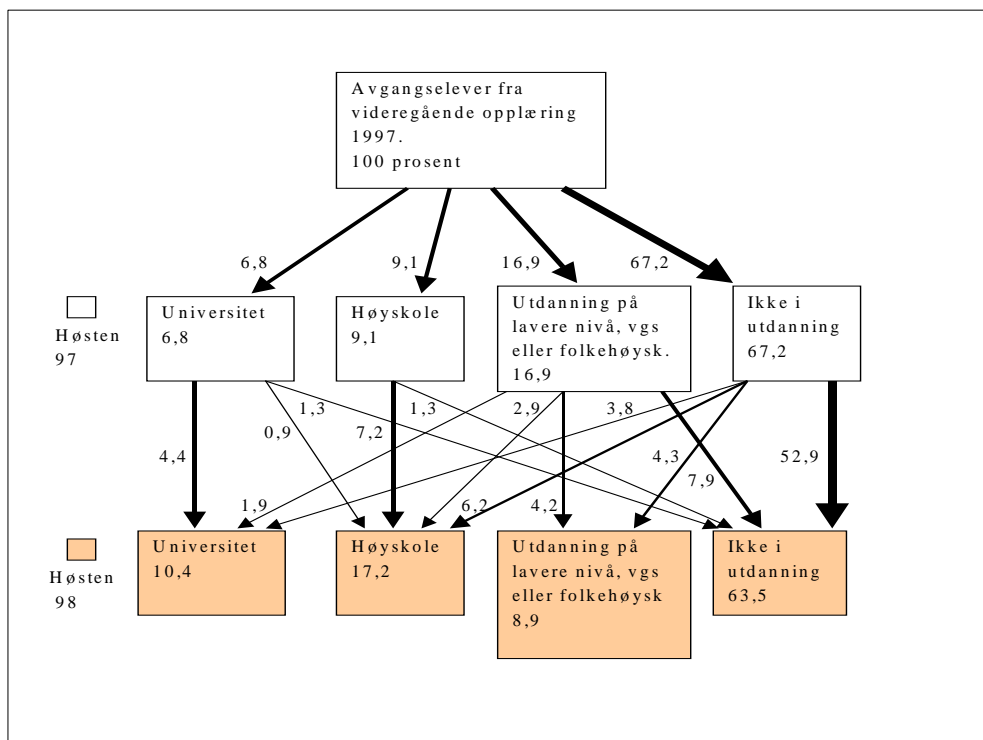 Avgangselever fra
videregående opplæring
1997.
100 prosent
6,8
9,1
16,9
67,2
Høsten
97
Universitet
6,8
Høyskole
9,1
Utdanning på
lavere nivå, vgs
eller folkehøysk.
16,9
Ikke i
utdanning
67,2
1,3
1,3
2,9
3,8
0,9
7,2
4,4
4,3
52,9
7,9
1,9
6,2
4,2
Høsten
98
Universitet
10,4
Høyskole
17,2
Utdanning på
lavere nivå, vgs
eller folkehøysk
8,9
Ikke i
utdanning
63,5